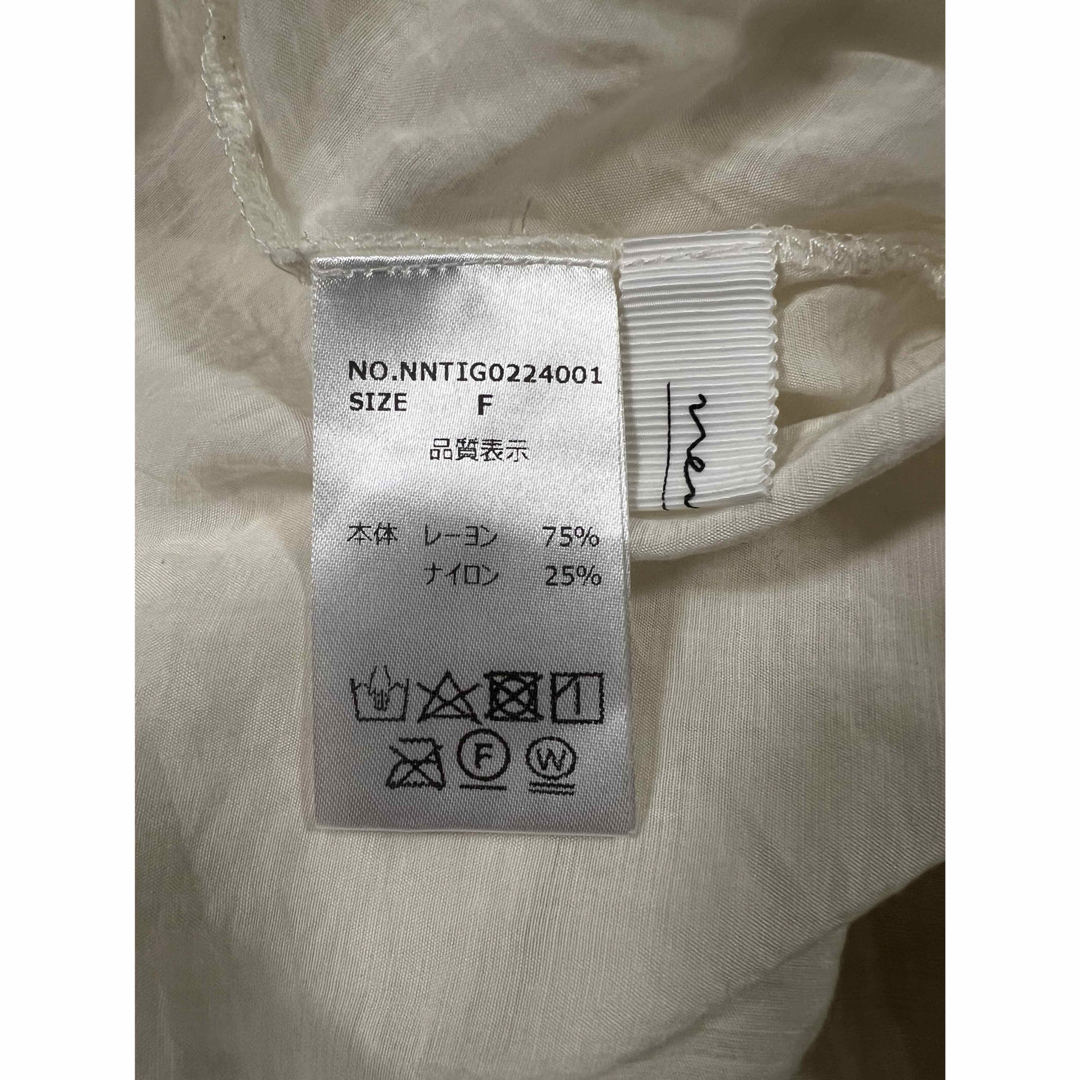 NO.NNTIG0224001
SIZE F
品質表示
本体 レーヨン 75%
ナイロン 25%
F W